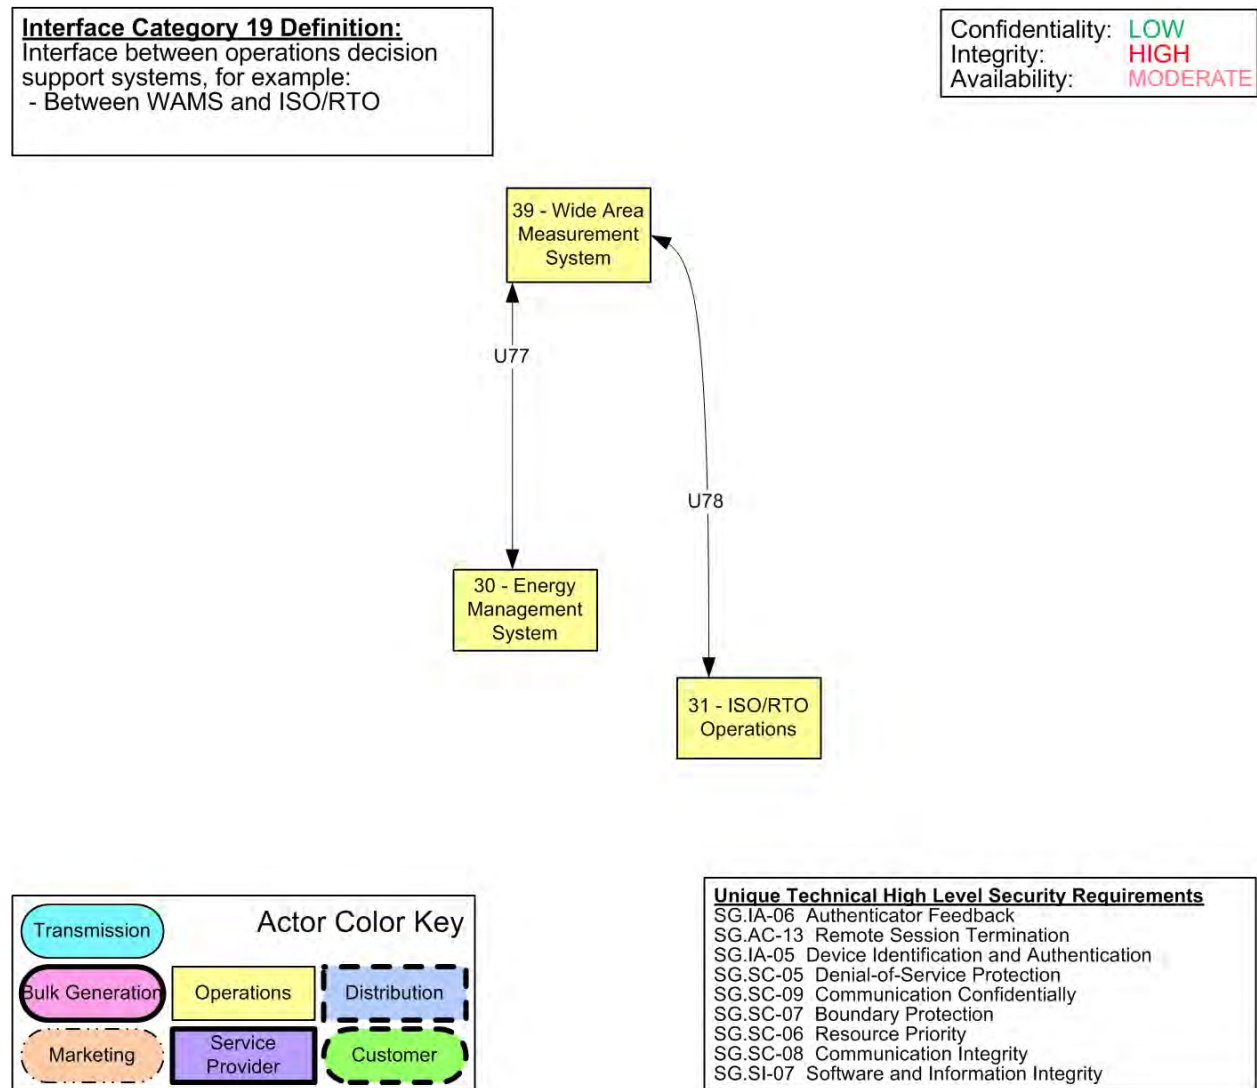 Interface Category 19 Definition:
Interface between operations decision
support systems, for example:
- Between WAMS and ISO/RTO
Confidentiality: LOW
Integrity: HIGH
Availability: MODERATE
39 - Wide Area
Measurement
System
U77
U78
30 - Energy
Management
System
31 - ISO/RTO
Operations
Actor Color Key
Transmission
Bulk Generation
Operations
Distribution
Marketing
Service
Provider
Customer
Unique Technical High Level Security Requirements
SG.IA-06 Authenticator Feedback
SG.AC-13 Remote Session Termination
SG.IA-05 Device Identification and Authentication
SG.SC-05 Denial-of-Service Protection
SG.SC-09 Communication Confidentially
SG.SC-07 Boundary Protection
SG.SC-06 Resource Priority
SG.SC-08 Communication Integrity
SG.SI-07 Software and Information Integrity